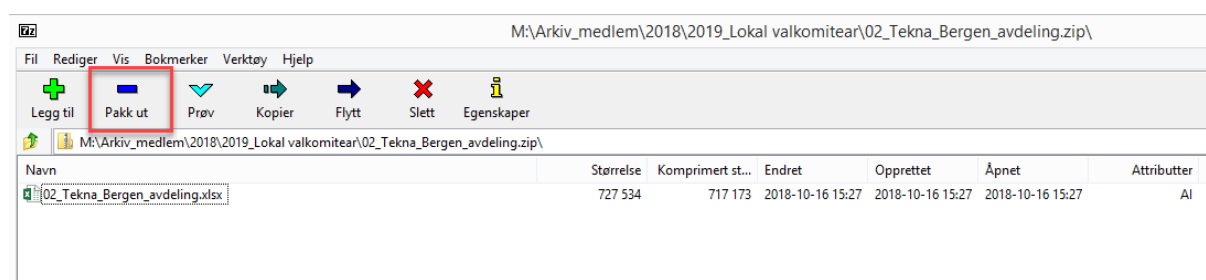 7z M:\Arkiv_medlem\2018\2019_Lokal valkomitear\02_Tekna_Bergen_avdeling.zip\
Fil Rediger Vis Bokmerker Verktøy Hjelp
Legg til Pakk ut Prøv Kopier Flytt Slett Egenskaper
M:\Arkiv_medlem\2018\2019_Lokal valkomitear\02_Tekna_Bergen_avdeling.zip\
Navn Størrelse Komprimert st... Endret Opprettet Åpnet Attributter
02_Tekna_Bergen_avdeling.xlsx 727 534 717 173 2018-10-16 15:27 2018-10-16 15:27 2018-10-16 15:27 AI